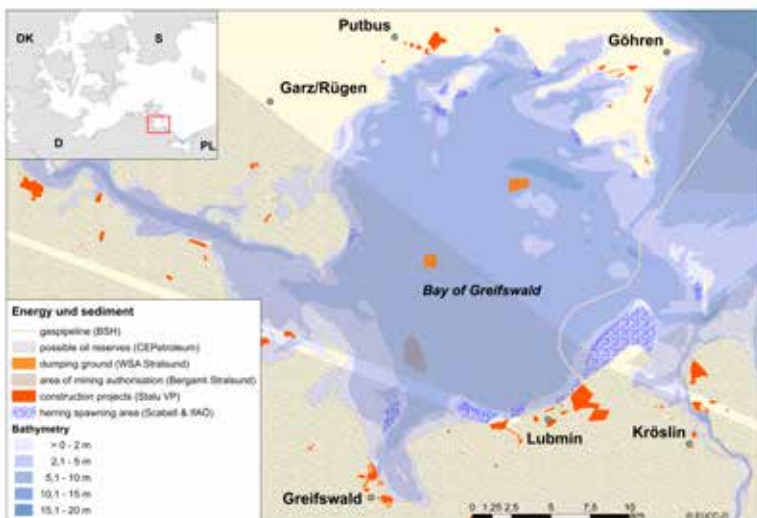 DK
S
D
PL
Putbus
Göhren
Garz/Rügen
Bay of Greifswald
Energy und sediment
gaspipeline (BSH)
possible oil reserves (CEPetroleum)
dumping ground (WSA Stralsund)
area of mining authorisation (Bergamt Stralsund)
construction projects (Stalu VP)
herring spawning area (Scabell & IfAÖ)
Bathymetry
> 0 - 2 m
2,1 - 5 m
5,1 - 10 m
10,1 - 15 m
15,1 - 20 m
Lubmin
Kröslin
Greifswald
0 1,25 2,5 5 7,5 10